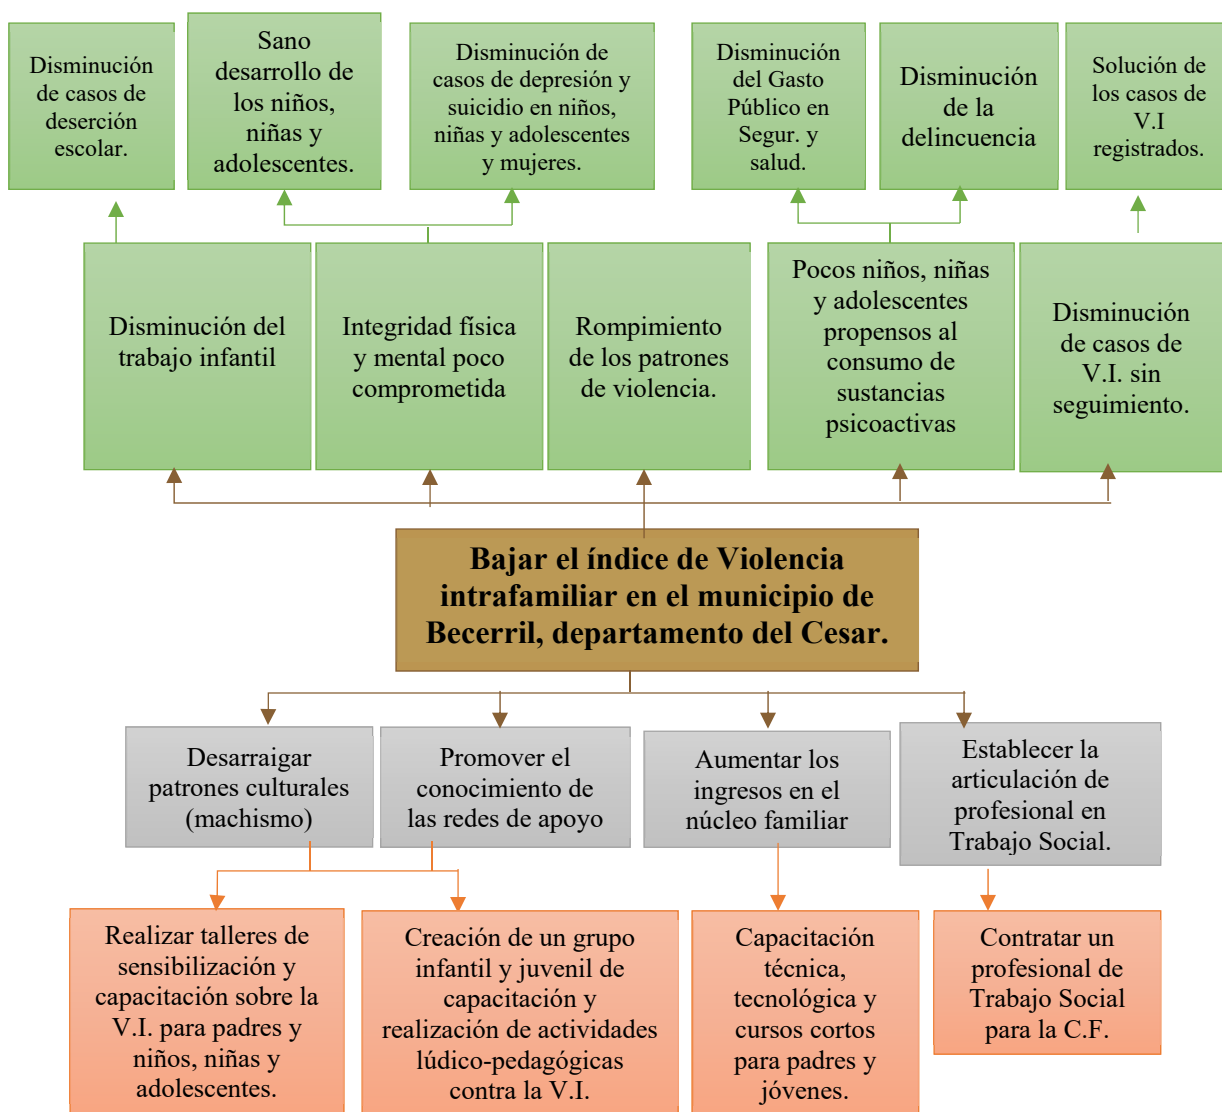 Disminución
de casos de
deserción
escolar.
Sano
desarrollo de
los niños,
niñas y
adolescentes.
Disminución de
casos de depresión y
suicidio en niños,
niñas y adolescentes
y mujeres.
Disminución
del Gasto
Público en
Segur. y
salud.
Disminución
de la
delincuencia
Solución de
los casos de
V.I
registrados.
Disminución del
trabajo infantil
Integridad física
y mental poco
comprometida
Rompimiento
de los patrones
de violencia.
Pocos niños, niñas
y adolescentes
propensos al
consumo de
sustancias
psicoactivas
Disminución
de casos de
V.I. sin
seguimiento.
Bajar el índice de Violencia
intrafamiliar en el municipio de
Becerril, departamento del Cesar.
Desarraigar
patrones culturales
(machismo)
Promover el
conocimiento de
las redes de apoyo
Aumentar los
ingresos en el
núcleo familiar
Establecer la
articulación de
profesional en
Trabajo Social.
Realizar talleres de
sensibilización y
capacitación sobre la
V.I. para padres y
niños, niñas y
adolescentes.
Creación de un grupo
infantil y juvenil de
capacitación y
realización de actividades
lúdico-pedagógicas
contra la V.I.
Capacitación
técnica,
tecnológica y
cursos cortos
para padres y
jóvenes.
Contratar un
profesional de
Trabajo Social
para la C.F.